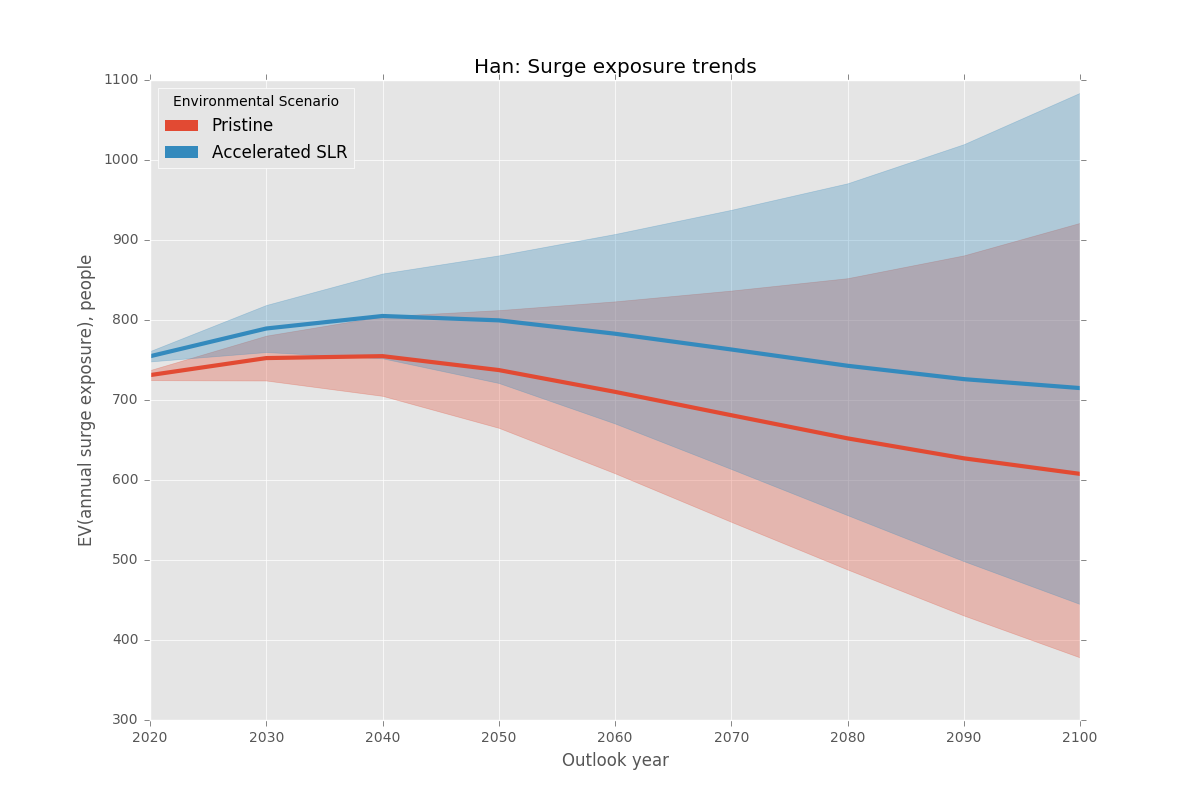 Han: Surge exposure trends
Environmental Scenario
Pristine
Accelerated SLR
1100
1000
900
800
700
600
500
400
300
EV(annual surge exposure), people
2020 2030 2040 2050 2060 2070 2080 2090 2100
Outlook year